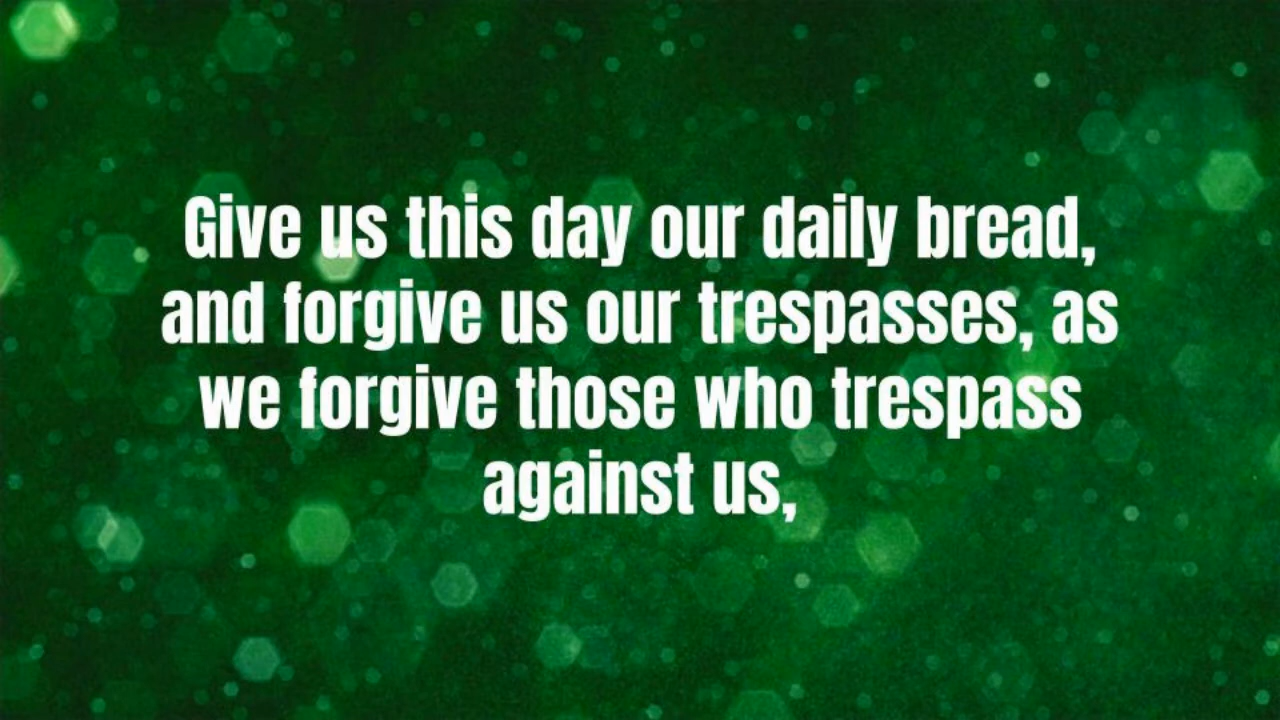 Give us this day our daily bread,
and forgive us our trespasses, as
we forgive those who trespass
against us,